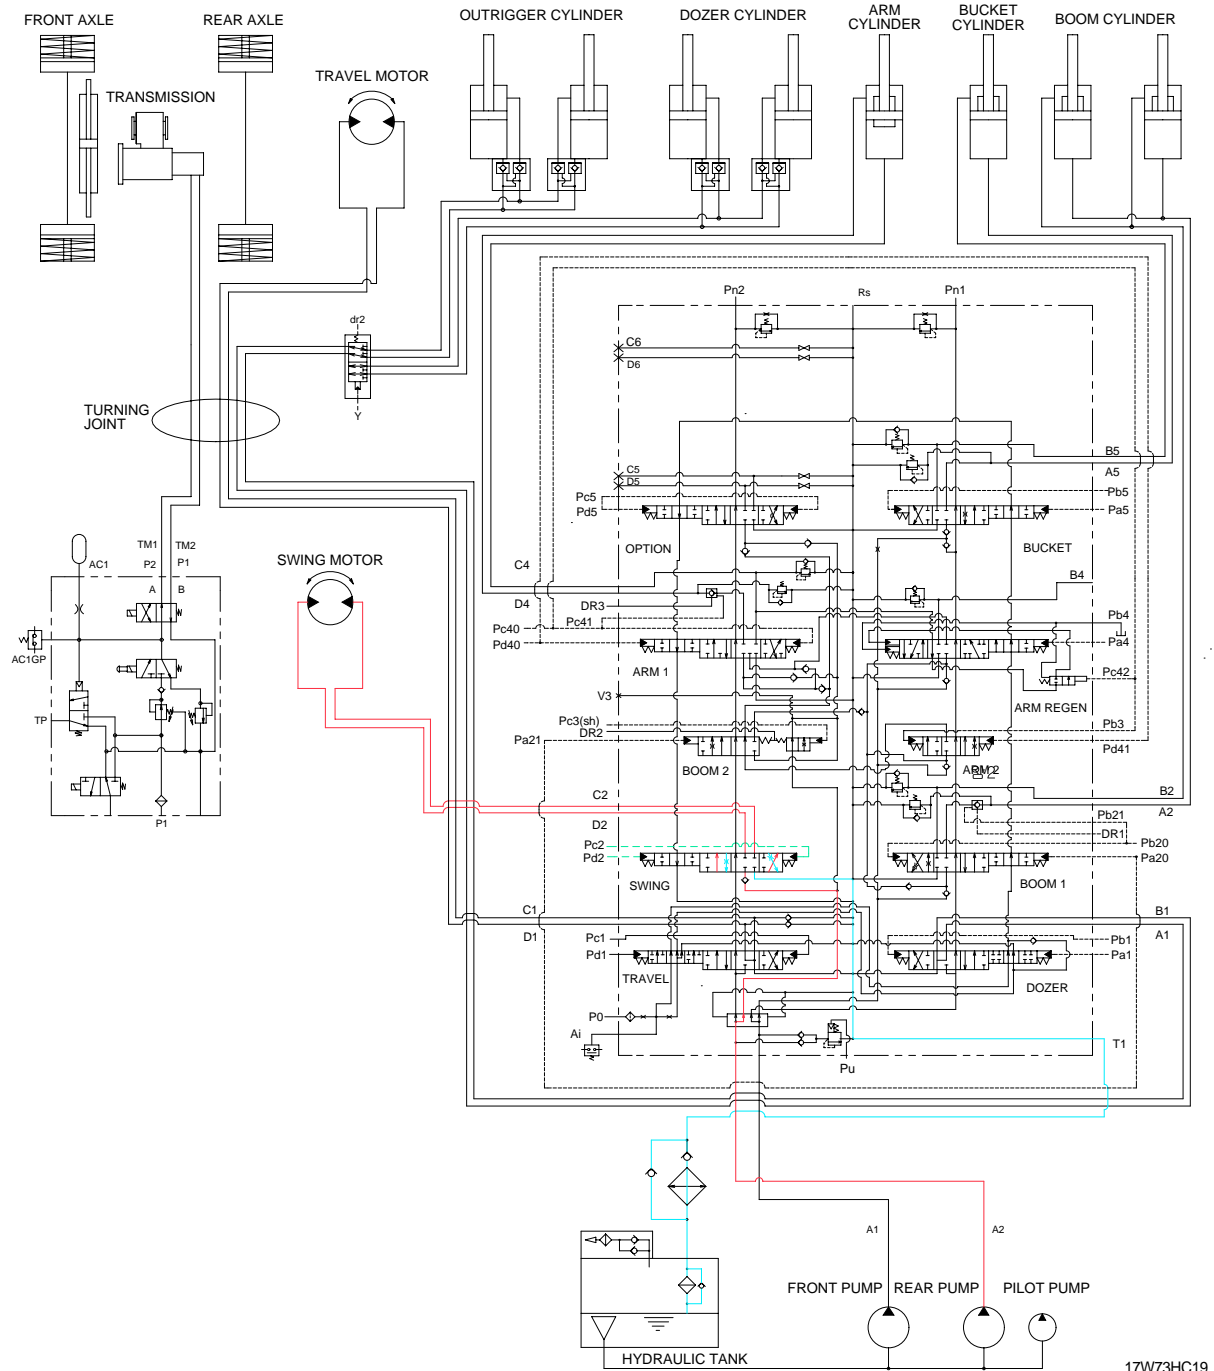 FRONT AXLE
REAR AXLE
OUTRIGGER CYLINDER
DOZER CYLINDER
ARM
CYLINDER
BUCKET
CYLINDER
BOOM CYLINDER
TRAVEL MOTOR
TRANSMISSION
Pn2
Rs
Pn1
dr2
Y
C6
D6
TURNING
JOINT
B5
A5
C5
D5
Pc5
Pd5
Pb5
Pa5
OPTION
BUCKET
TM1
TM2
P2
P1
A
B
AC1
SWING MOTOR
C4
D4
DR3
B4
Pc40
Pc41
Pd40
Pb4
Pa4
AC1GP
ARM 1
Pc42
V3
ARM REGEN
TP
Pc3(sh)
DR2
Pa21
Pb3
Pd41
BOOM 2
ARM 2
C2
B2
A2
P1
D2
Pb21
DR1
Pc2
Pd2
Pb20
Pa20
SWING
BOOM 1
C1
D1
B1
A1
Pc1
Pd1
Pb1
Pa1
TRAVEL
DOZER
P0
Ai
T1
Pu
A1
A2
FRONT PUMP
REAR PUMP
PILOT PUMP
HYDRAULIC TANK
17W73HC19